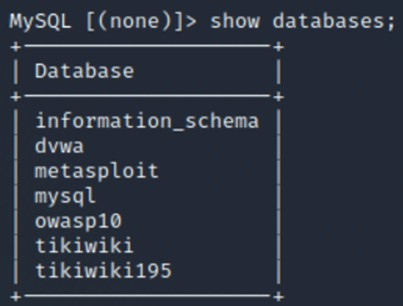 MySQL [(none)]> show databases;
+--------------------+
| Database           |
+--------------------+
| information_schema |
| dvwa               |
| metasploit         |
| mysql              |
| owasp10            |
| tikiwiki           |
| tikiwiki195        |
+--------------------+